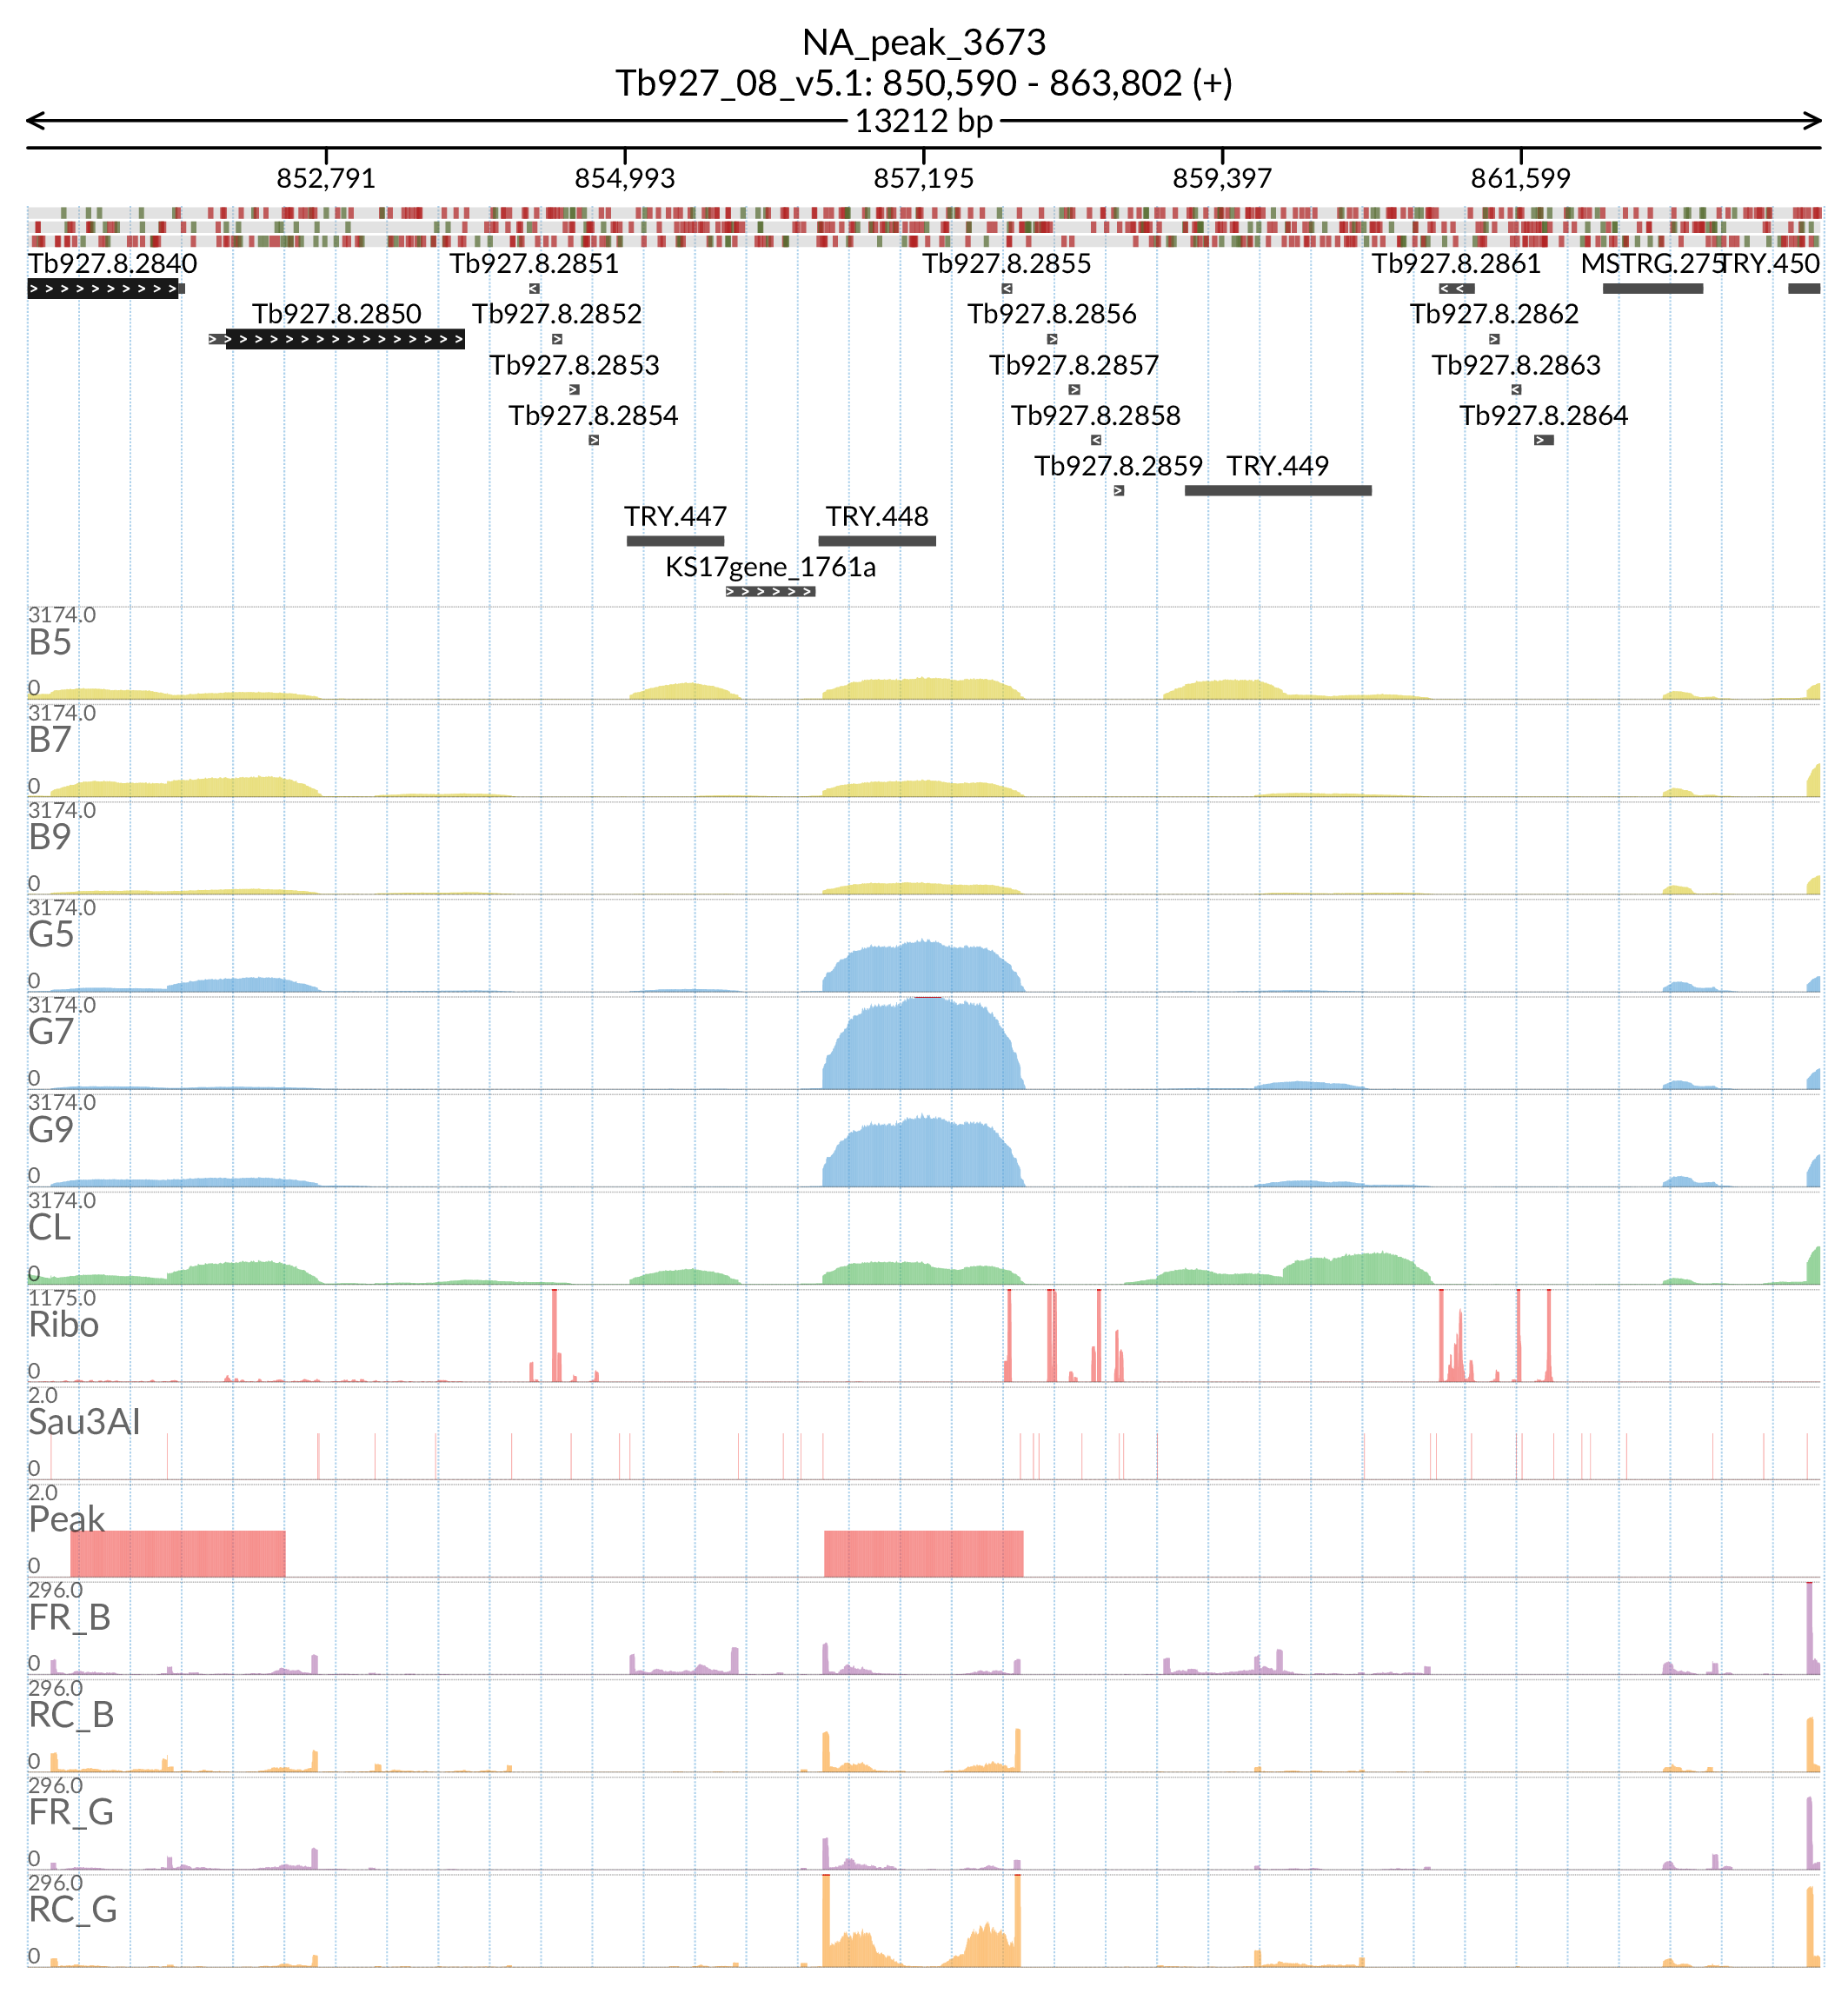 NA_peak_3673
Tb927_08_v5.1: 850,590 - 863,802 (+)
13212 bp
852,791 854,993 857,195 859,397 861,599
Tb927.8.2840 Tb927.8.2851 Tb927.8.2855 Tb927.8.2861 MSTRG.275 TRY.450
Tb927.8.2850 Tb927.8.2852 Tb927.8.2856 Tb927.8.2862
Tb927.8.2853 Tb927.8.2857 Tb927.8.2863
Tb927.8.2854 Tb927.8.2858 Tb927.8.2864
Tb927.8.2859 TRY.449
TRY.447 TRY.448
KS17gene_1761a
3174.0
B5
0
3174.0
B7
0
3174.0
B9
0
3174.0
G5
0
3174.0
G7
0
3174.0
G9
0
3174.0
CL
0
1175.0
Ribo
0
2.0
Sau3AI
0
2.0
Peak
0
296.0
FR_B
0
296.0
RC_B
0
296.0
FR_G
0
296.0
RC_G
0